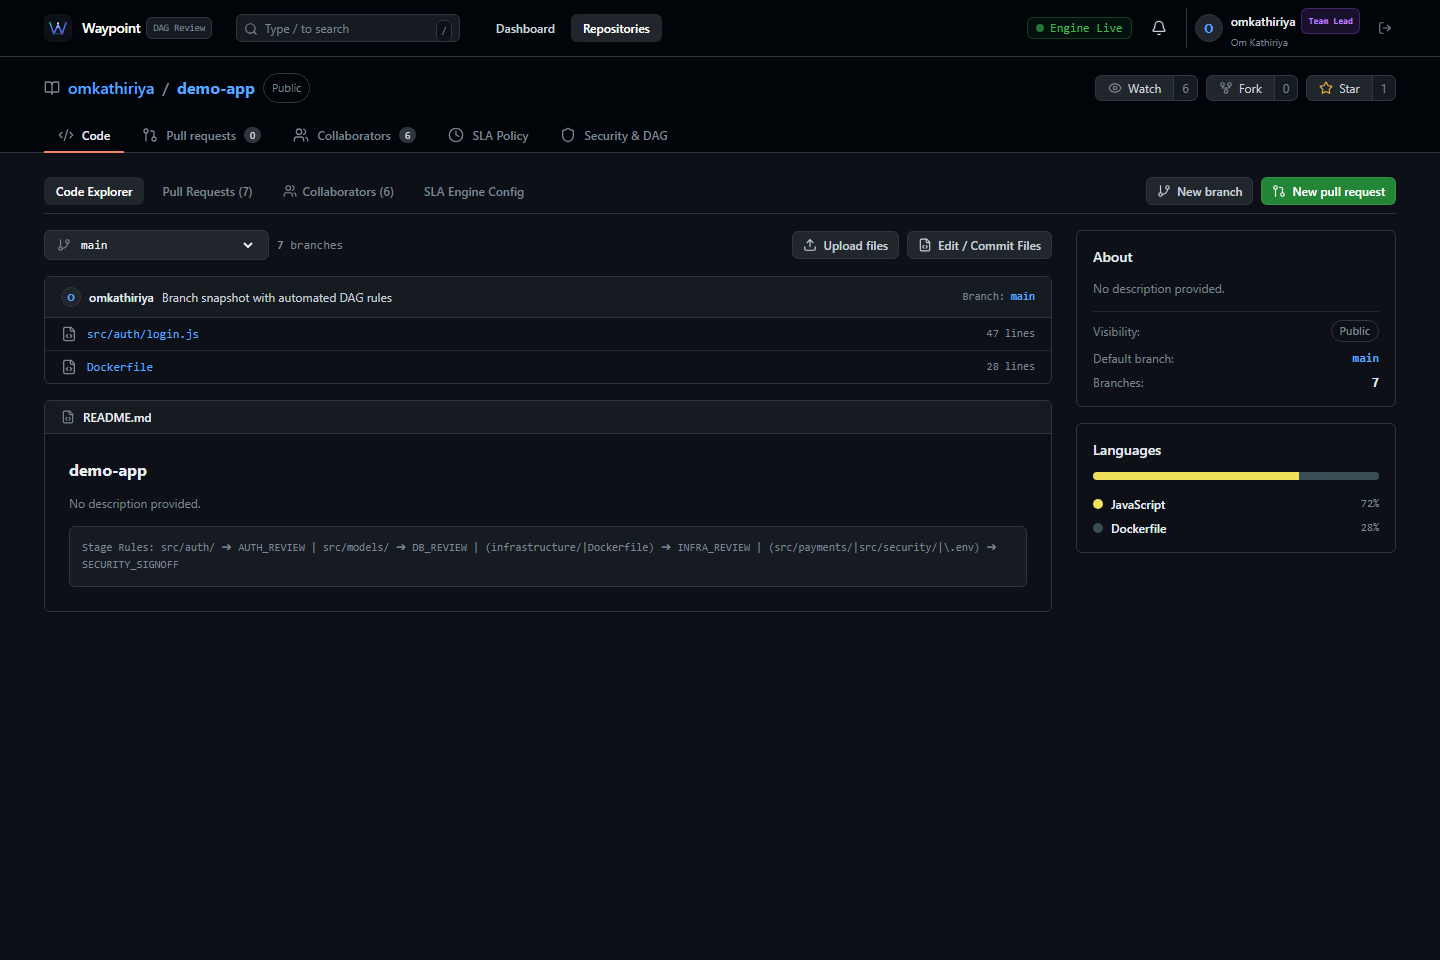 Waypoint DAG Review Type / to search / Dashboard Repositories Engine Live O omkathiriya Team Lead
Om Kathiriya
omkathiriya / demo-app Public Watch 6 Fork 0 Star 1
Code Pull requests 0 Collaborators 6 SLA Policy Security & DAG
Code Explorer Pull Requests (7) Collaborators (6) SLA Engine Config New branch New pull request
main 7 branches Upload files Edit / Commit Files
O omkathiriya Branch snapshot with automated DAG rules Branch: main
src/auth/login.js 47 lines
Dockerfile 28 lines
README.md
demo-app
No description provided.
Stage Rules: src/auth/ → AUTH_REVIEW | src/models/ → DB_REVIEW | (infrastructure/|Dockerfile) → INFRA_REVIEW | (src/payments/|src/security/|\.env) →
SECURITY_SIGNOFF
About
No description provided.
Visibility: Public
Default branch: main
Branches: 7
Languages
JavaScript 72%
Dockerfile 28%